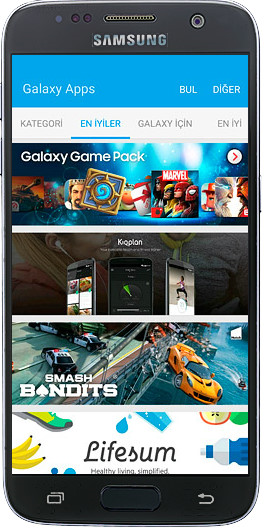 SAMSUNG
Galaxy Apps BUL DİĞER
KATEGORİ EN İYİLER GALAXY İÇİN EN İYİ
Galaxy Game Pack
MARVEL
Kiqplan
SMASH
BANDITS
Lifesum
Healthy living, simplified.